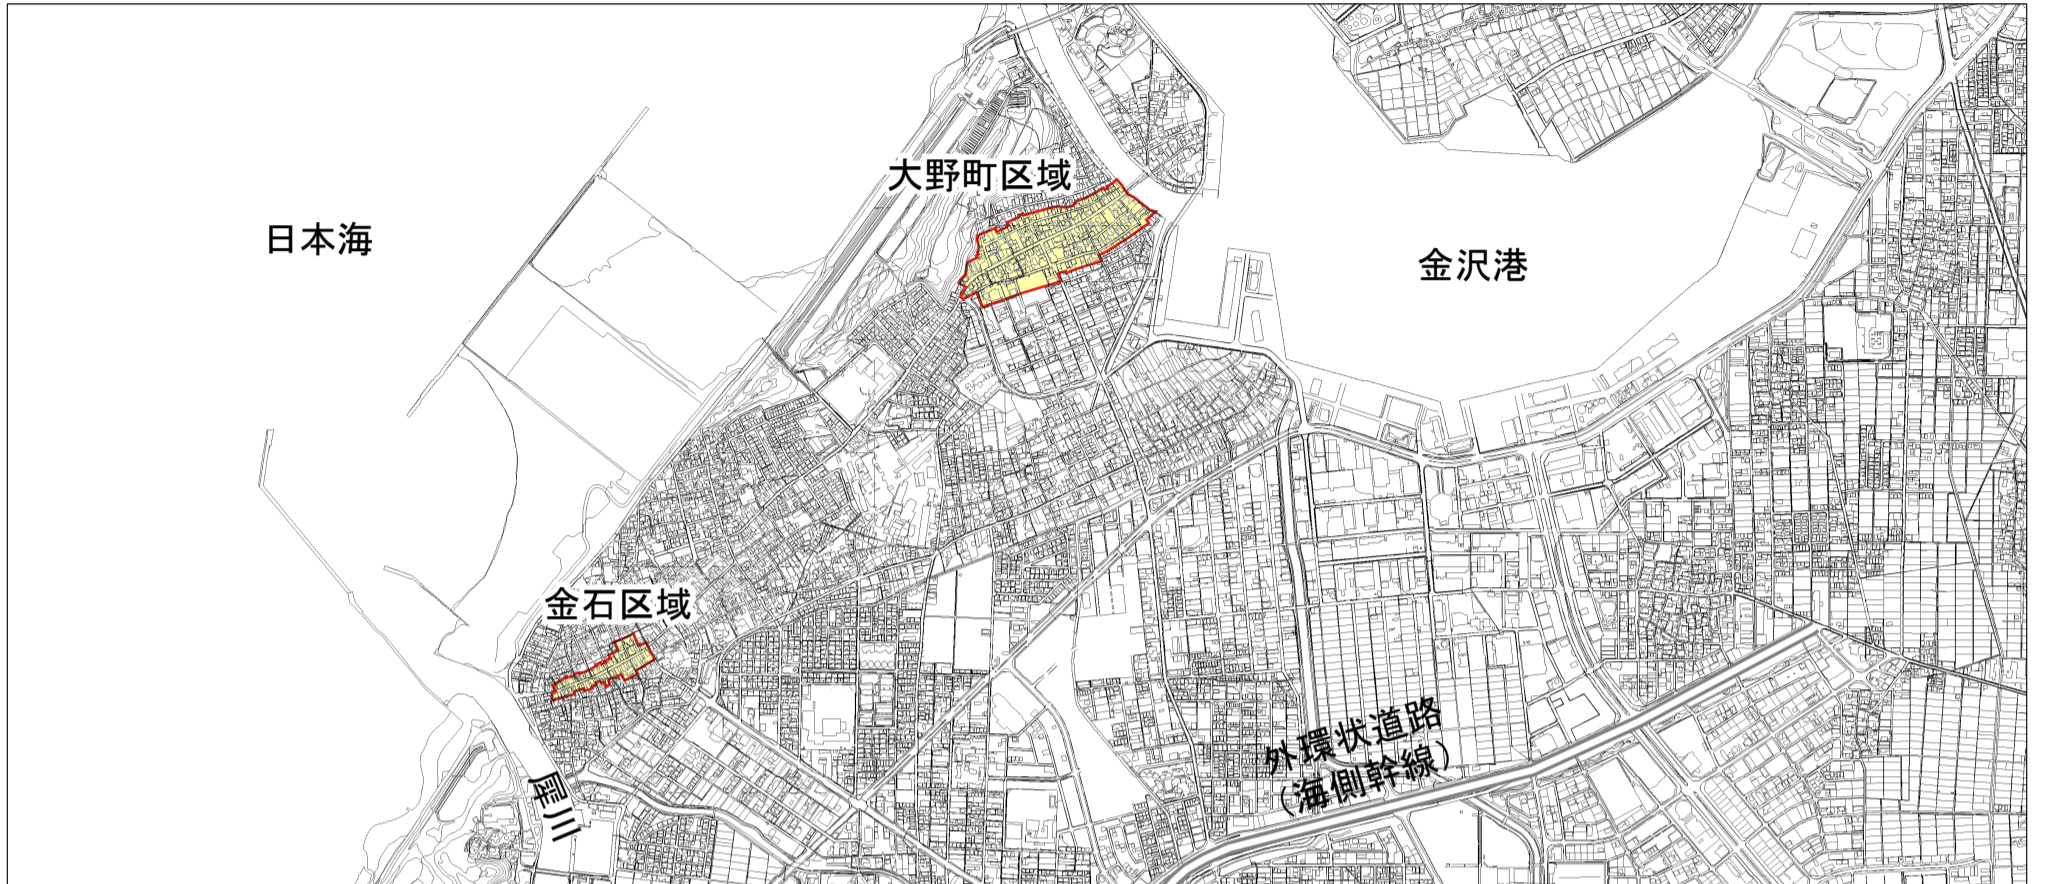 大野町区域
日本海
金沢港
金石区域
外環状道路
（海側幹線）
犀川